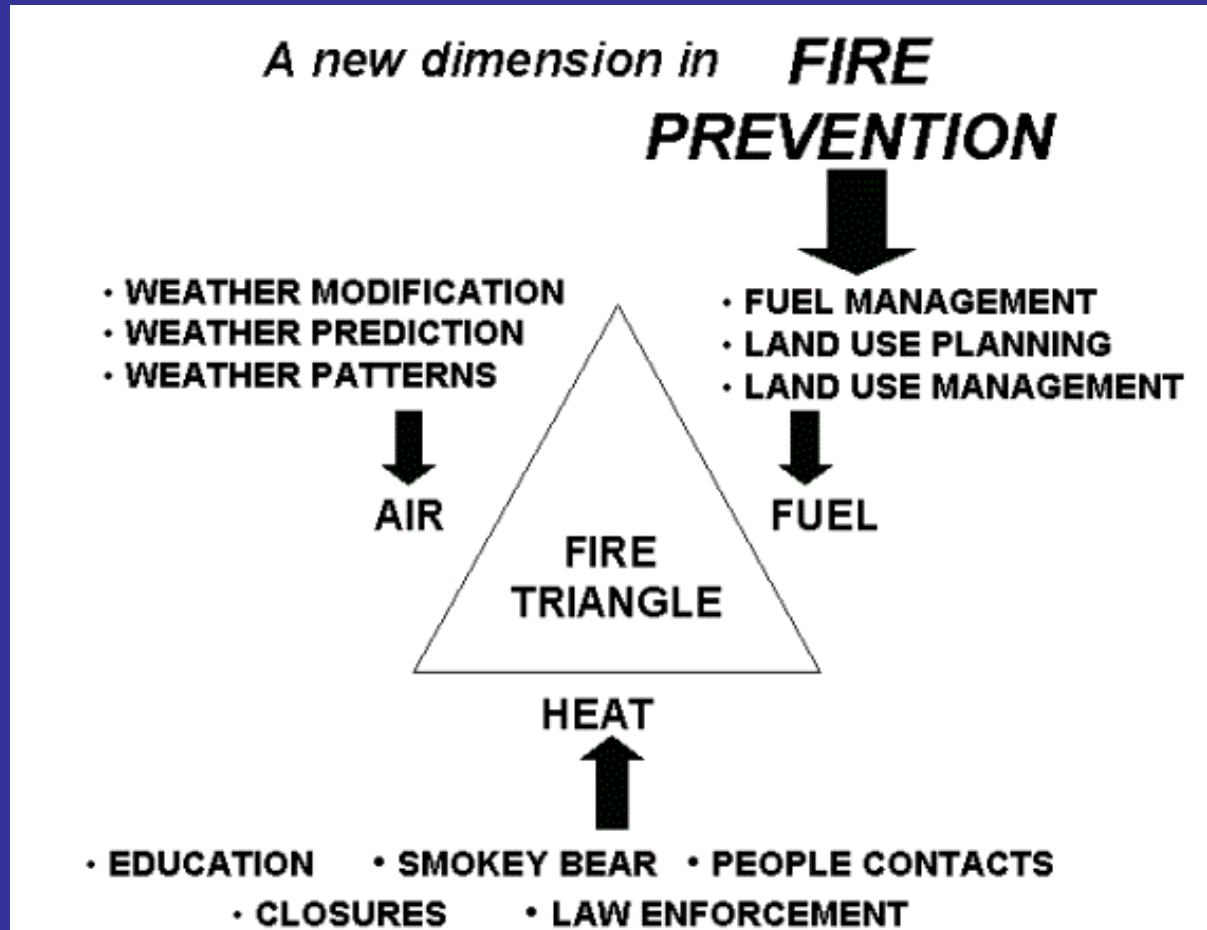 A new dimension in FIRE
PREVENTION
· WEATHER MODIFICATION
· WEATHER PREDICTION
· WEATHER PATTERNS
· FUEL MANAGEMENT
· LAND USE PLANNING
· LAND USE MANAGEMENT
AIR
FUEL
FIRE
TRIANGLE
HEAT
· EDUCATION • SMOKEY BEAR • PEOPLE CONTACTS
· CLOSURES • LAW ENFORCEMENT